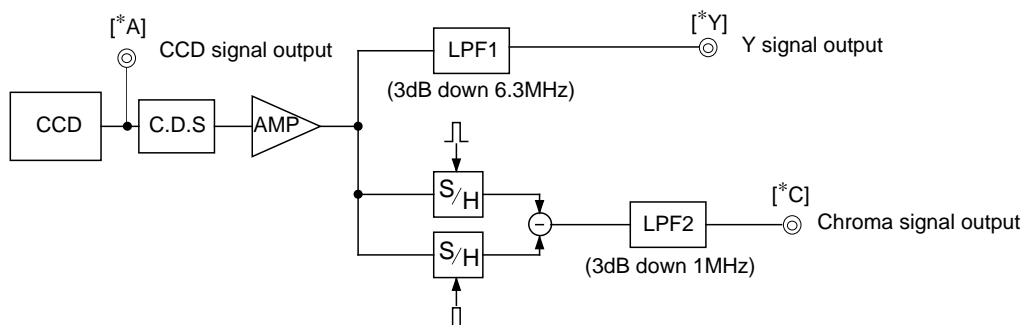 [*A]
CCD signal output
[*Y]
Y signal output
LPF1
(3dB down 6.3MHz)
CCD
C.D.S
AMP
S/H
[*C]
Chroma signal output
LPF2
S/H
(3dB down 1MHz)